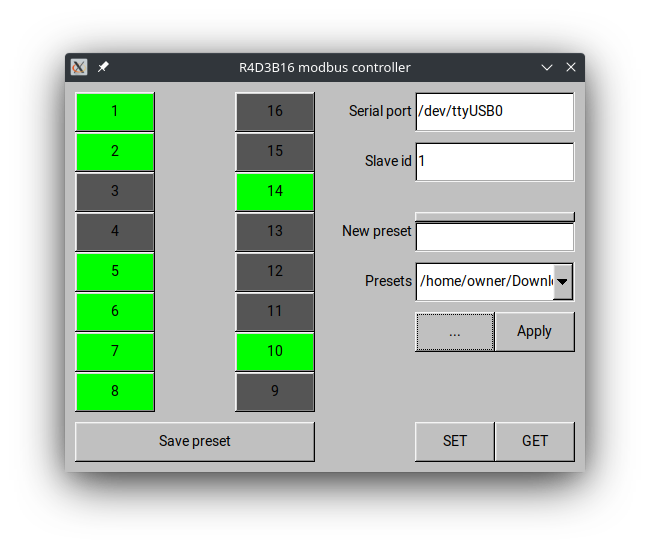 R4D3B16 modbus controller
1 16 Serial port /dev/ttyUSB0
2 15
Slave id 1
3 14
4 13 New preset
5 12 Presets /home/owner/Downl
6 11
... Apply
7 10
8 9
Save preset SET GET